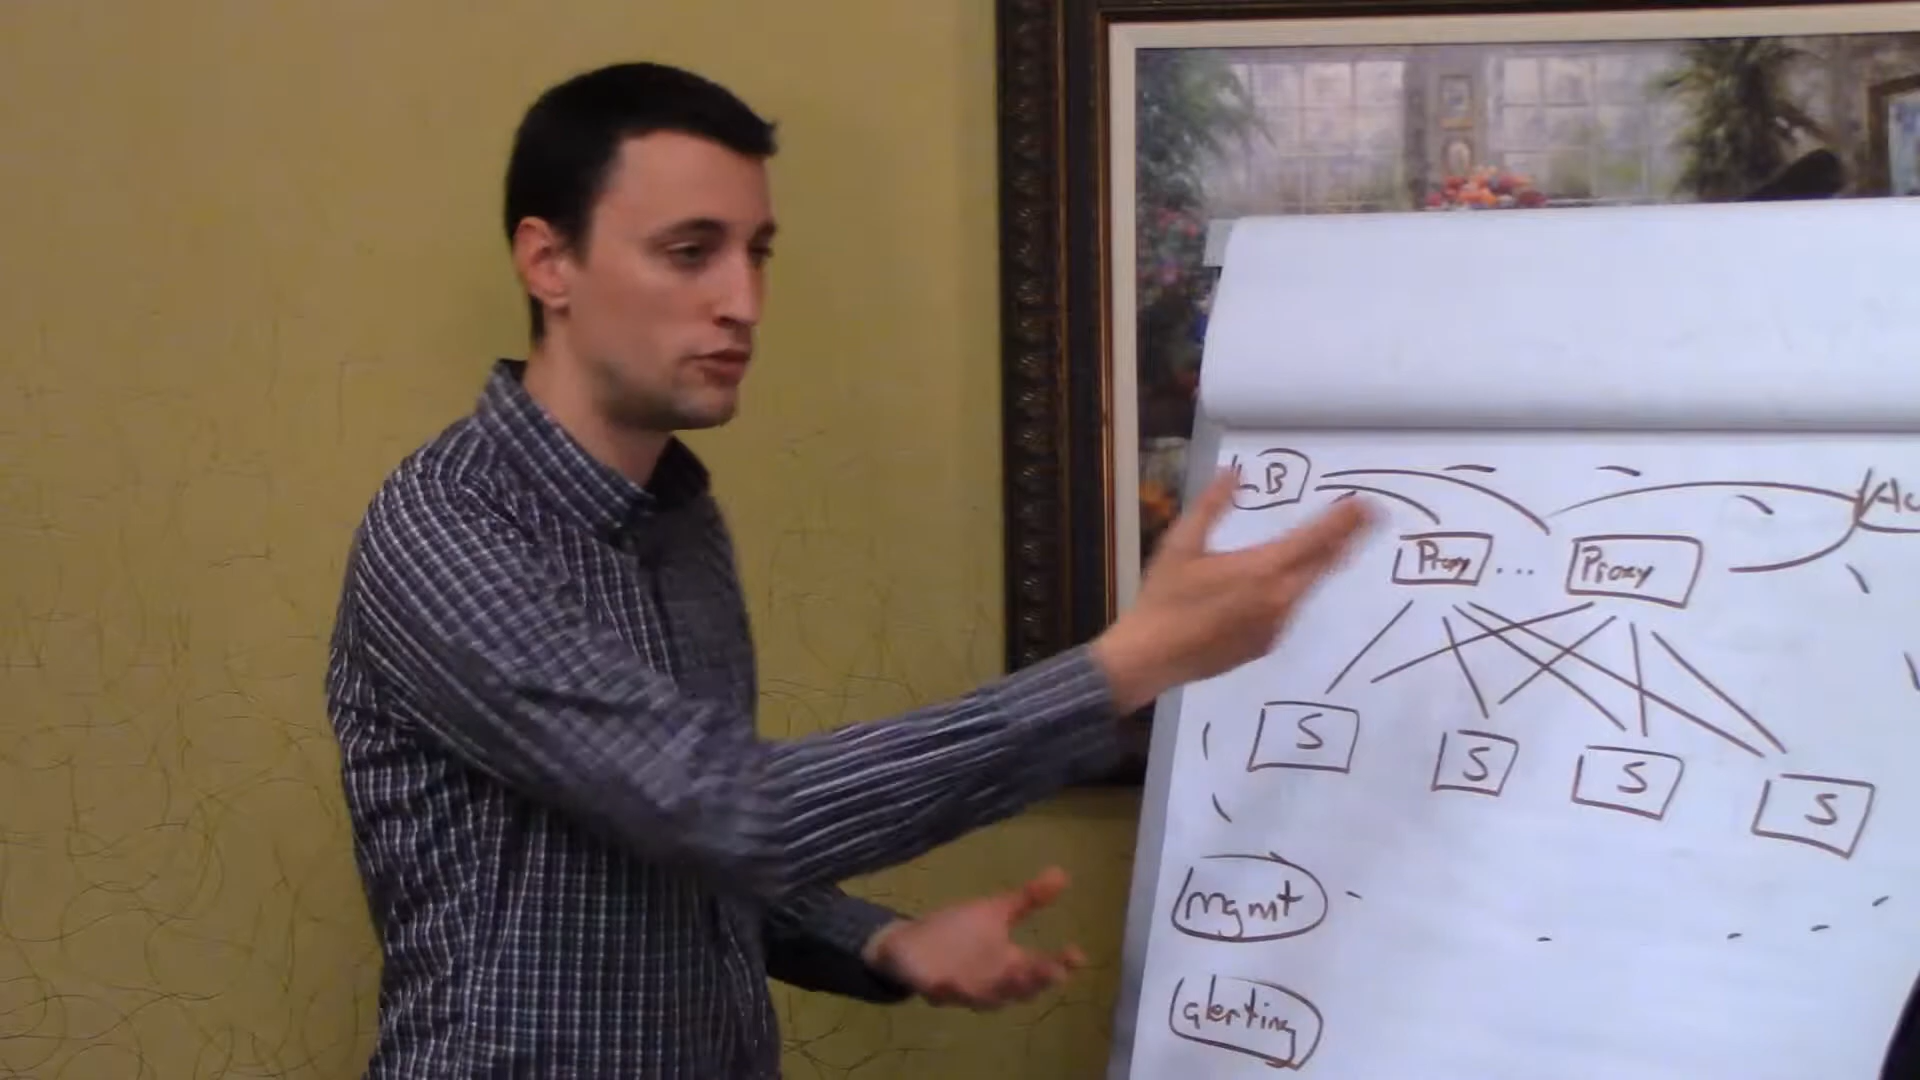 LB
Proxy ... Proxy
S S S S
mgmt
alerting